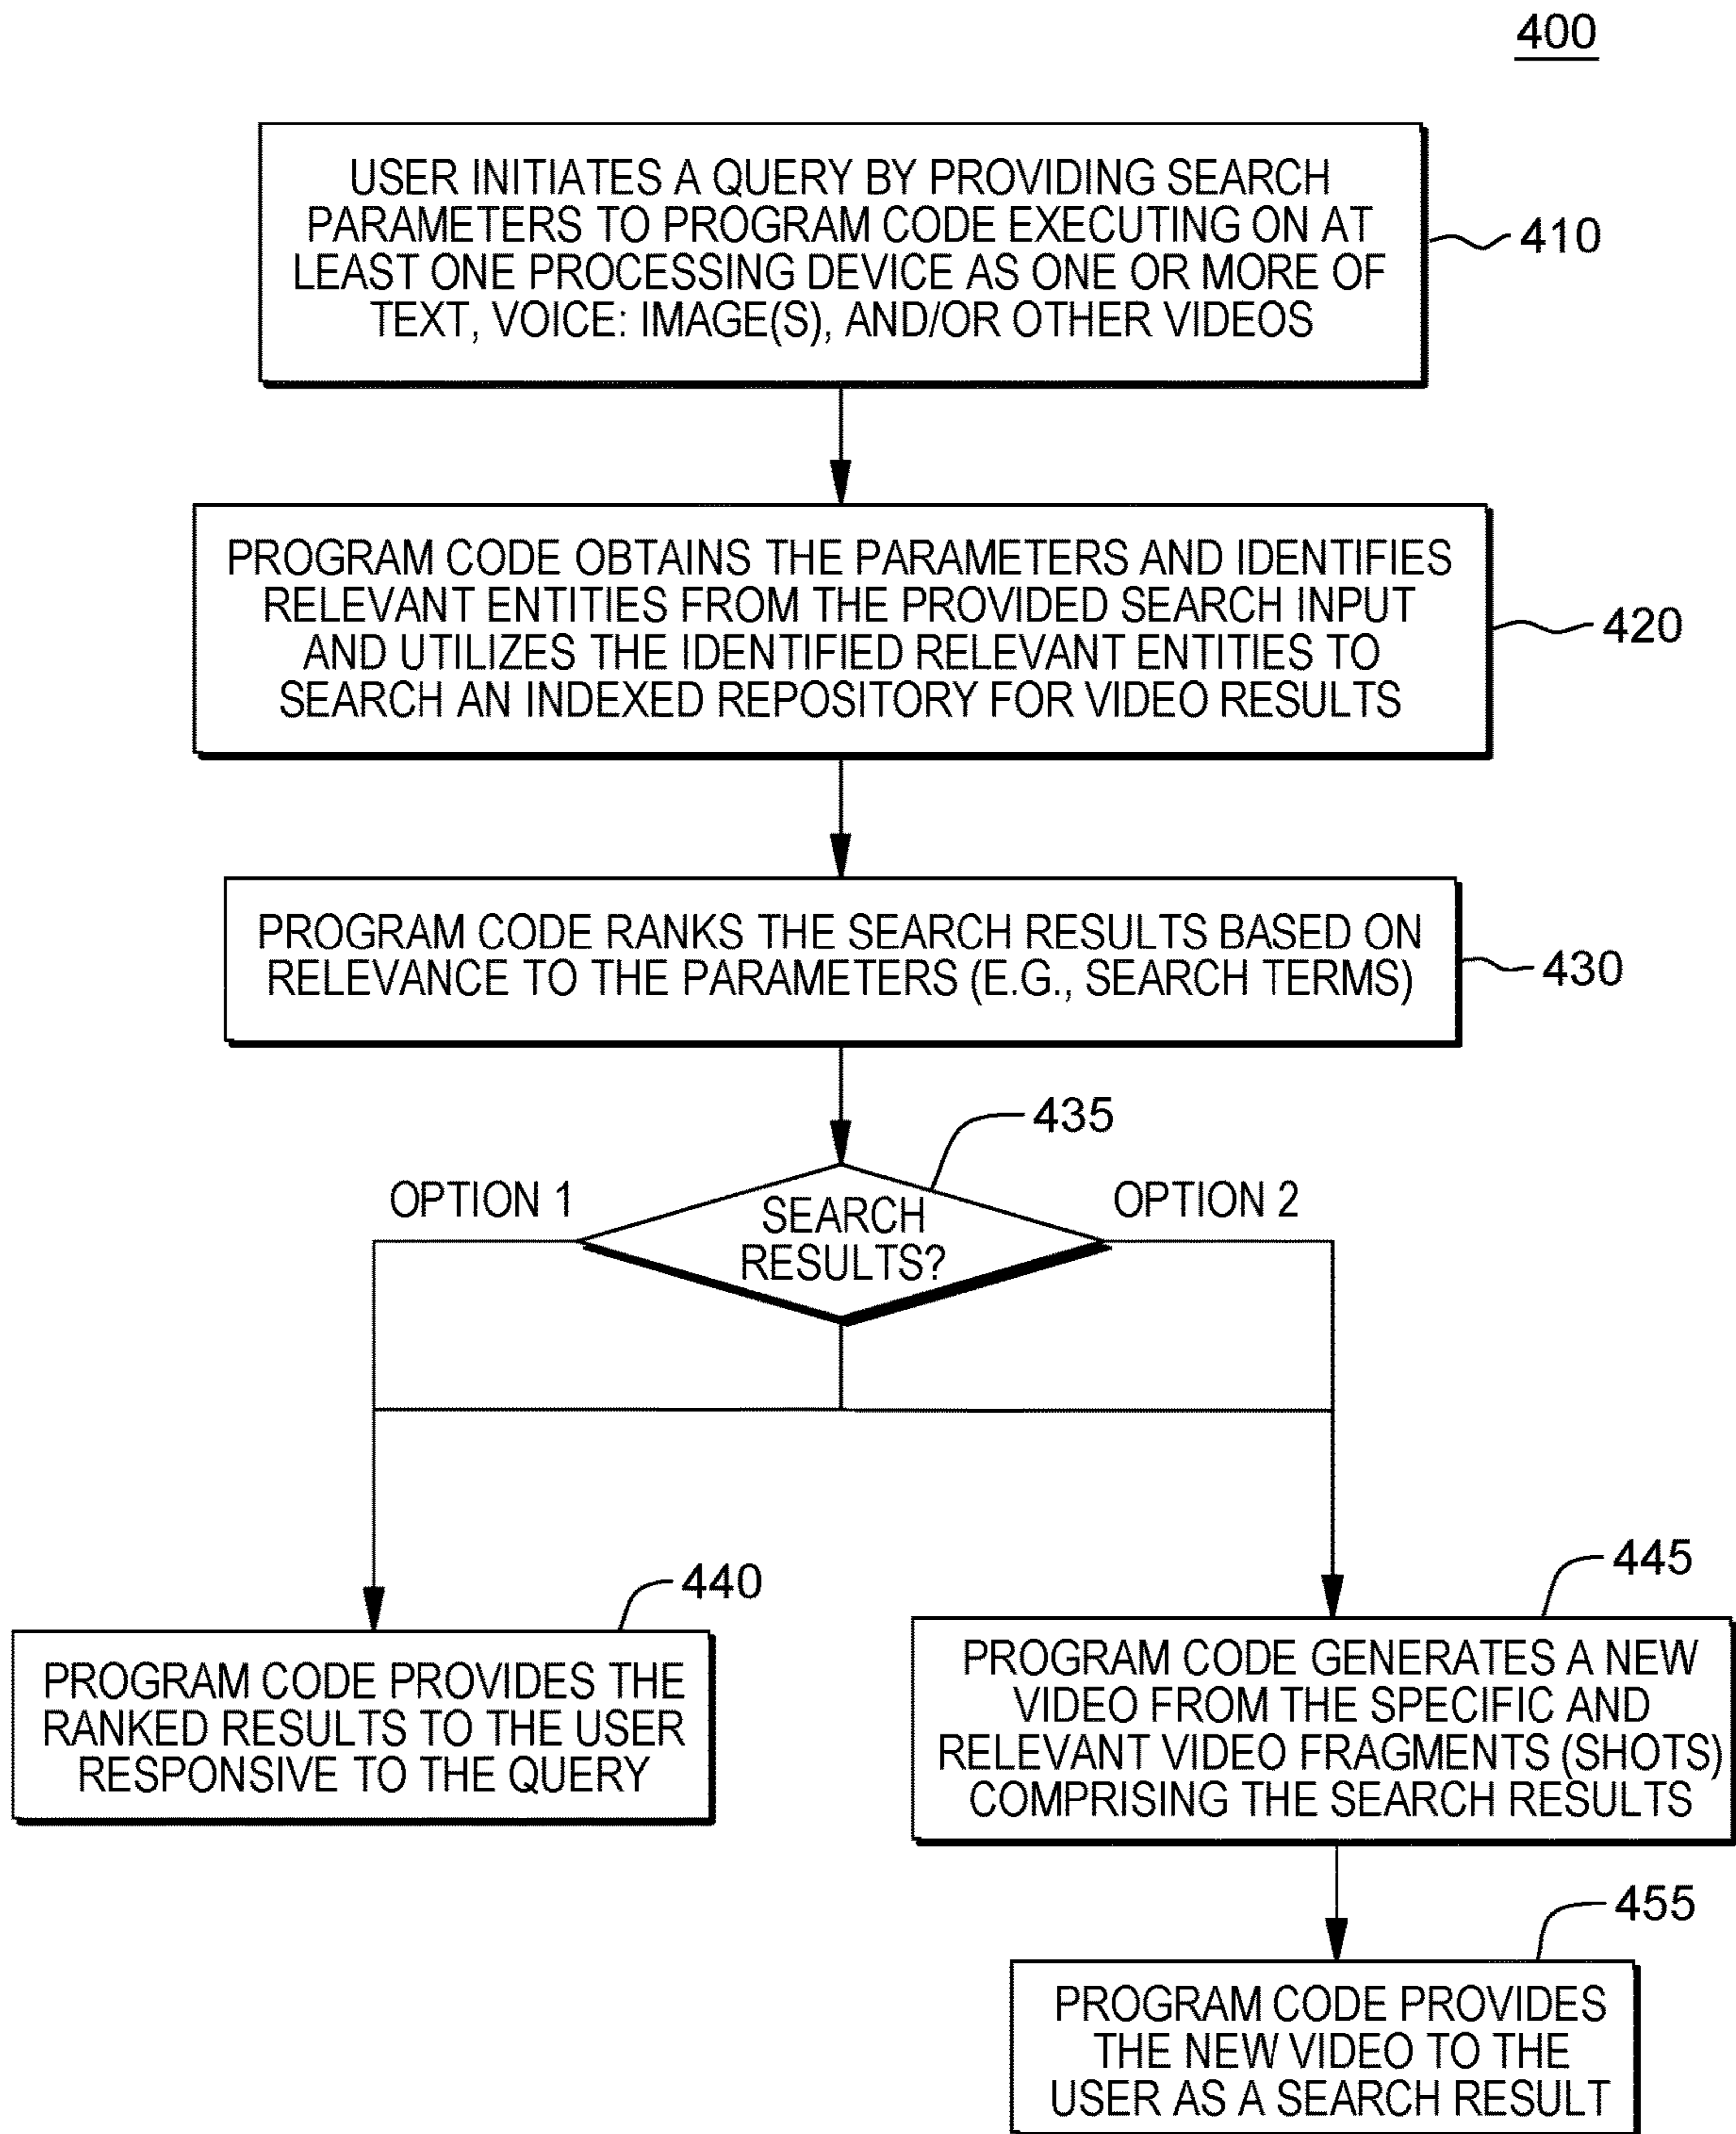 400
USER INITIATES A QUERY BY PROVIDING SEARCH
PARAMETERS TO PROGRAM CODE EXECUTING ON AT
LEAST ONE PROCESSING DEVICE AS ONE OR MORE OF
TEXT, VOICE: IMAGE(S), AND/OR OTHER VIDEOS
410
PROGRAM CODE OBTAINS THE PARAMETERS AND IDENTIFIES
RELEVANT ENTITIES FROM THE PROVIDED SEARCH INPUT
AND UTILIZES THE IDENTIFIED RELEVANT ENTITIES TO
SEARCH AN INDEXED REPOSITORY FOR VIDEO RESULTS
420
PROGRAM CODE RANKS THE SEARCH RESULTS BASED ON
RELEVANCE TO THE PARAMETERS (E.G., SEARCH TERMS)
430
435
OPTION 1
SEARCH
RESULTS?
OPTION 2
440
PROGRAM CODE PROVIDES THE
RANKED RESULTS TO THE USER
RESPONSIVE TO THE QUERY
445
PROGRAM CODE GENERATES A NEW
VIDEO FROM THE SPECIFIC AND
RELEVANT VIDEO FRAGMENTS (SHOTS)
COMPRISING THE SEARCH RESULTS
455
PROGRAM CODE PROVIDES
THE NEW VIDEO TO THE
USER AS A SEARCH RESULT